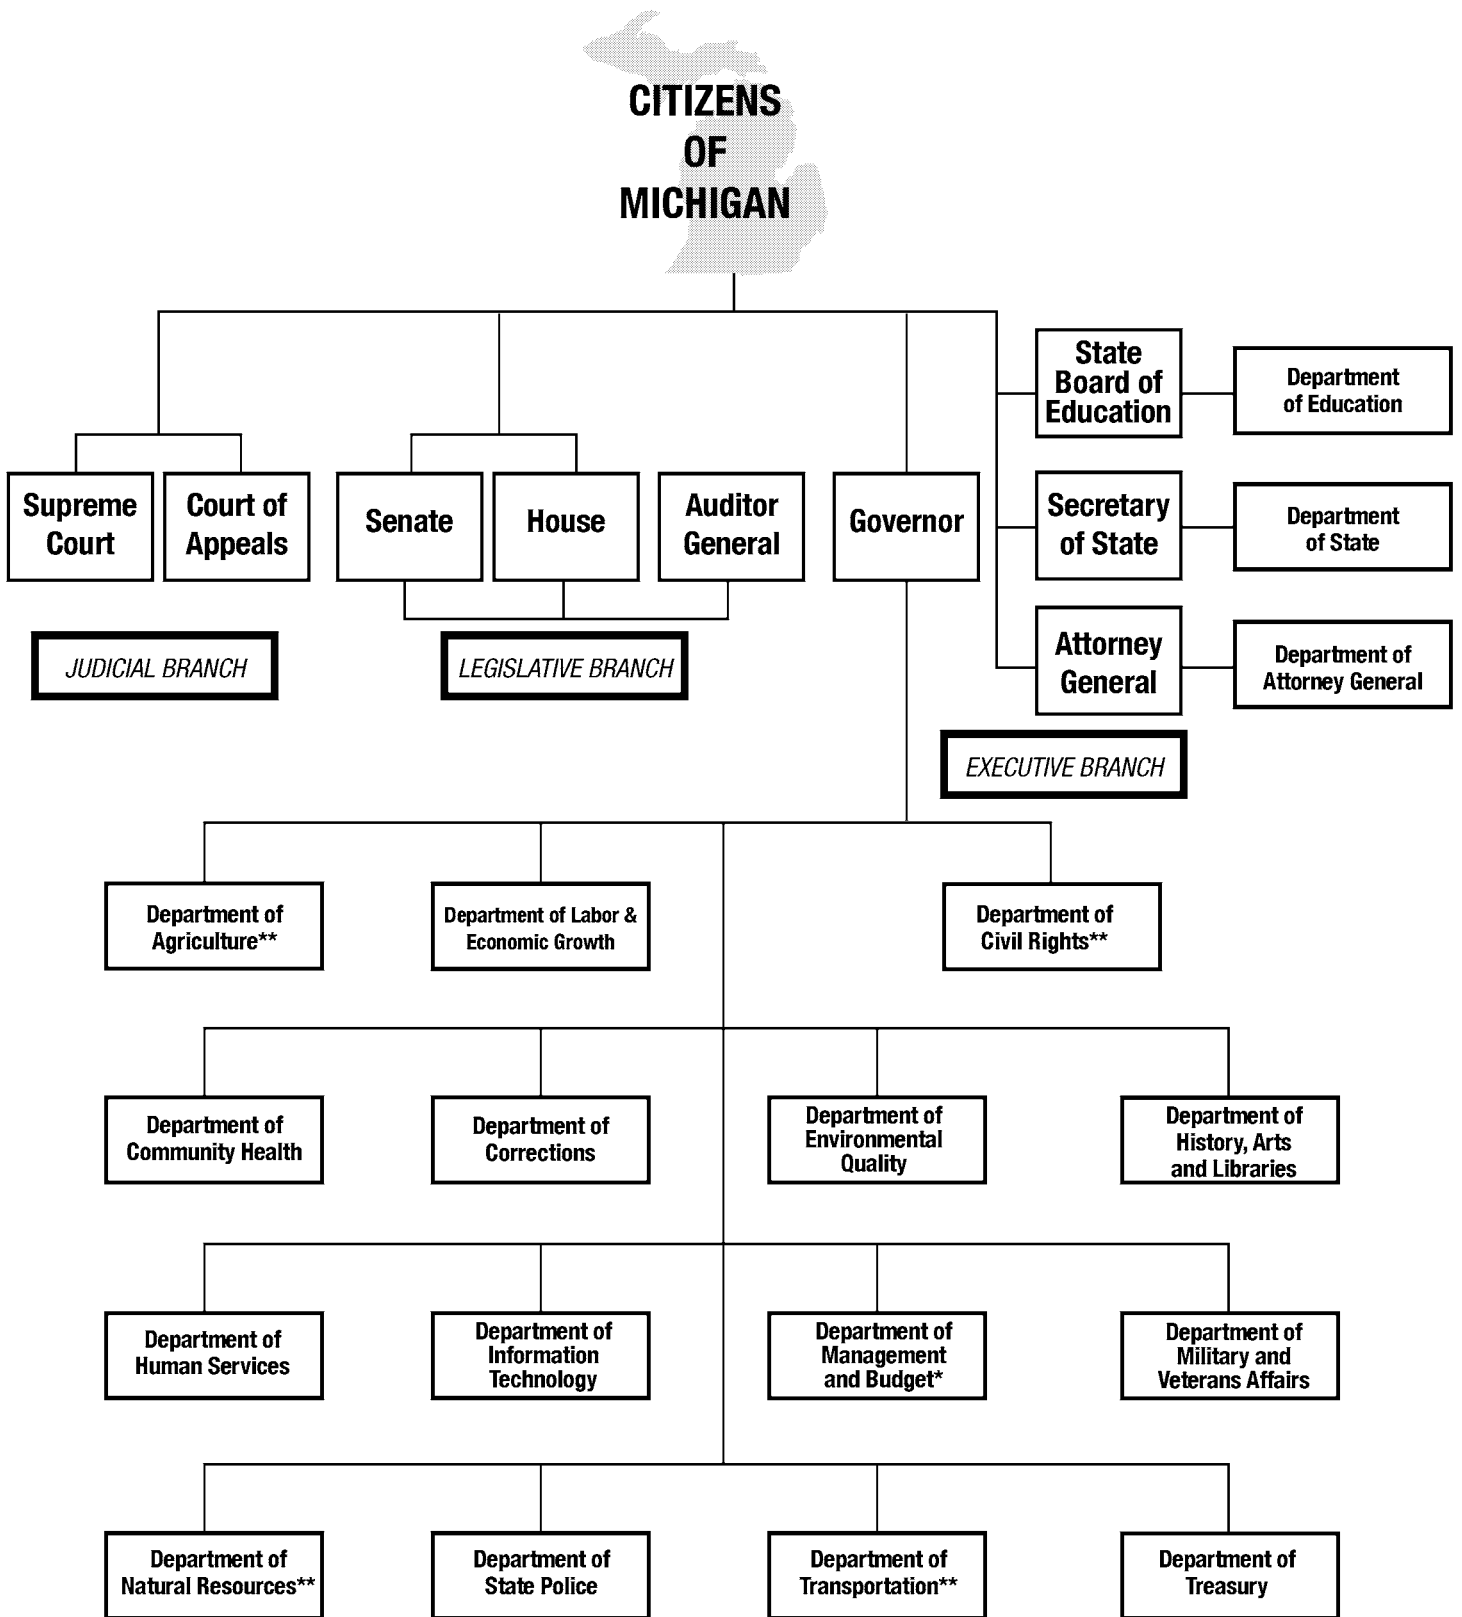 CITIZENS
OF
MICHIGAN
State
Board of
Education
Department
of Education
Supreme
Court
Court of
Appeals
Senate
House
Auditor
General
Governor
Secretary
of State
Department
of State
JUDICIAL BRANCH
LEGISLATIVE BRANCH
Attorney
General
Department of
Attorney General
EXECUTIVE BRANCH
Department of
Agriculture**
Department of Labor &
Economic Growth
Department of
Civil Rights**
Department of
Community Health
Department of
Corrections
Department of
Environmental
Quality
Department of
History, Arts
and Libraries
Department of
Human Services
Department of
Information
Technology
Department of
Management
and Budget*
Department of
Military and
Veterans Affairs
Department of
Natural Resources**
Department of
State Police
Department of
Transportation**
Department of
Treasury